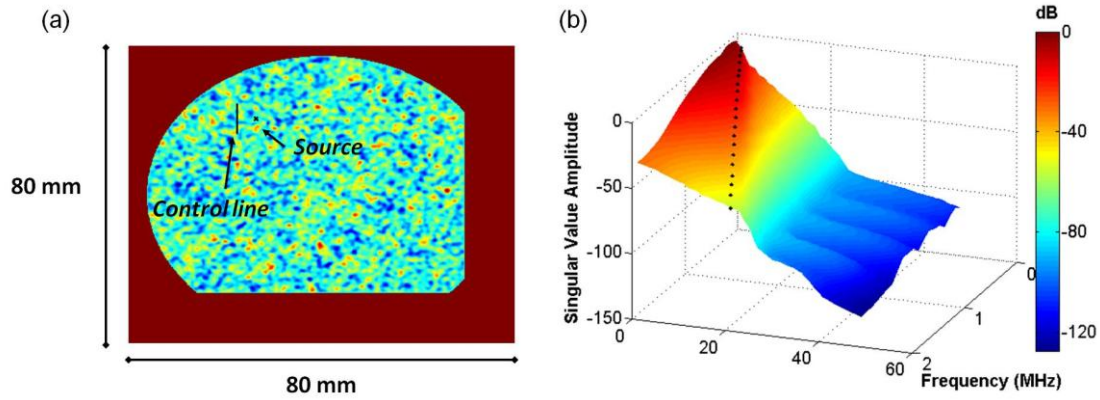 (a)
80 mm
Source
Control line
80 mm
(b)
dB
0
-40
-80
-120
Singular Value Amplitude
0
-50
-100
-150
0
20
40
60
0
1
2
Frequency (MHz)